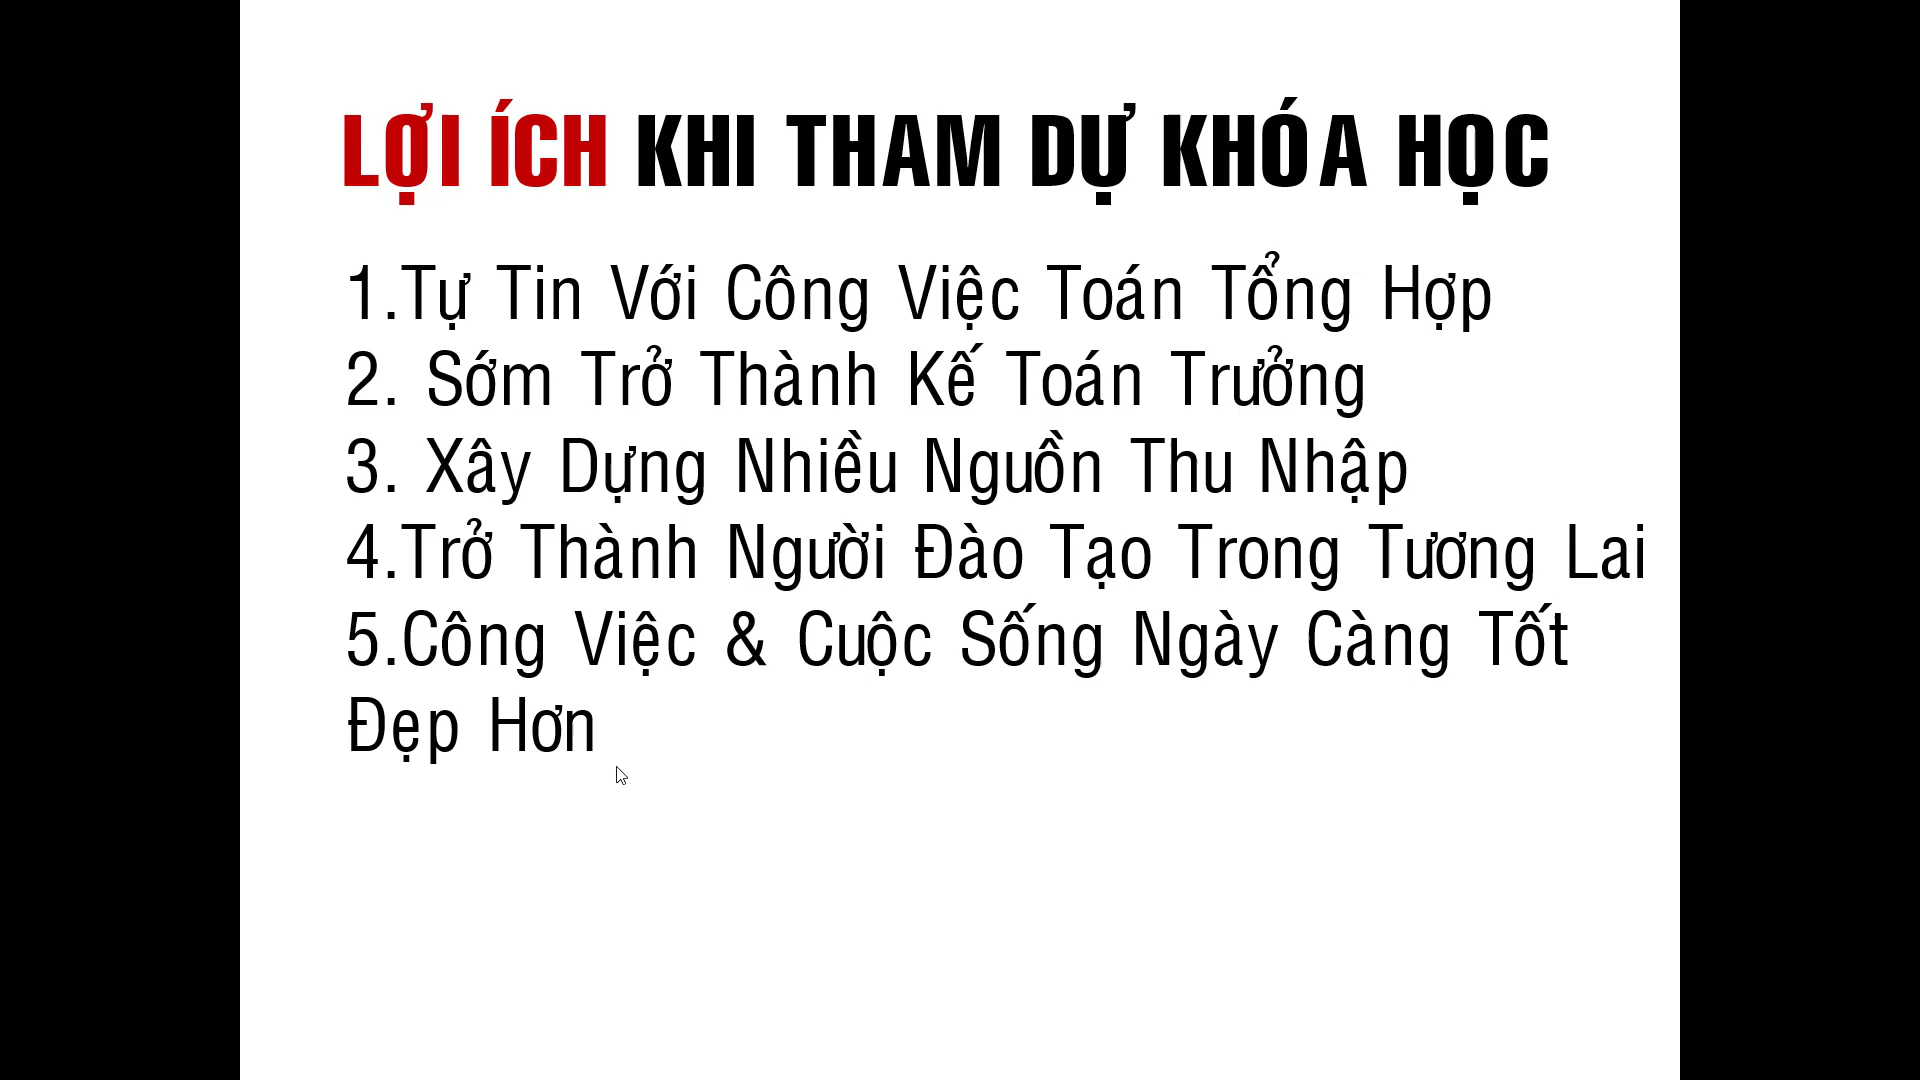 LỢI ÍCH KHI THAM DỰ KHÓA HỌC
1.Tự Tin Với Công Việc Toán Tổng Hợp
2. Sớm Trở Thành Kế Toán Trưởng
3. Xây Dựng Nhiều Nguồn Thu Nhập
4.Trở Thành Người Đào Tạo Trong Tương Lai
5.Công Việc & Cuộc Sống Ngày Càng Tốt
Đẹp Hơn